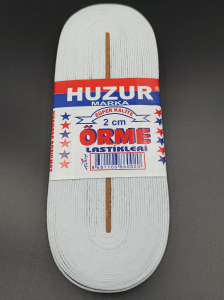 HUZUR
MARKA
SÜPER KALİTE
2 cm
ÖRME
LASTİKLERİ